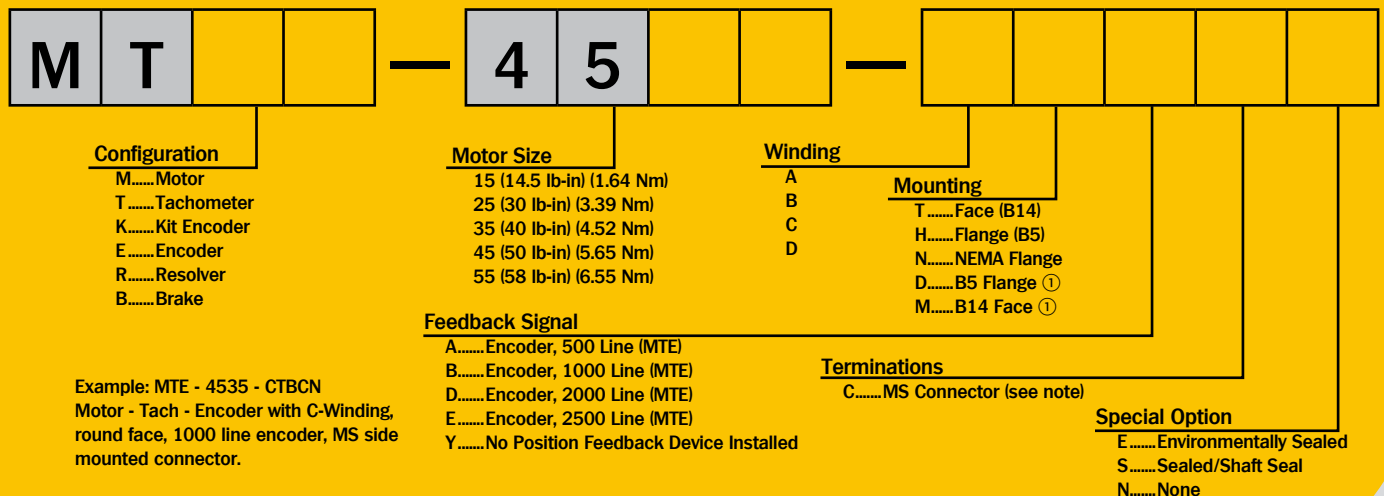 M T — 4 5 —
Configuration
M......Motor
T.......Tachometer
K.......Kit Encoder
E.......Encoder
R.......Resolver
B.......Brake
Motor Size
15 (14.5 lb-in) (1.64 Nm)
25 (30 lb-in) (3.39 Nm)
35 (40 lb-in) (4.52 Nm)
45 (50 lb-in) (5.65 Nm)
55 (58 lb-in) (6.55 Nm)
Winding
A
B
C
D
Mounting
T.......Face (B14)
H.......Flange (B5)
N.......NEMA Flange
D.......B5 Flange ①
M......B14 Face ①
Feedback Signal
A.......Encoder, 500 Line (MTE)
B.......Encoder, 1000 Line (MTE)
D.......Encoder, 2000 Line (MTE)
E.......Encoder, 2500 Line (MTE)
Y.......No Position Feedback Device Installed
Terminations
C.......MS Connector (see note)
Special Option
E.......Environmentally Sealed
S.......Sealed/Shaft Seal
N.......None
Example: MTE - 4535 - CTBCN
Motor - Tach - Encoder with C-Winding,
round face, 1000 line encoder, MS side
mounted connector.